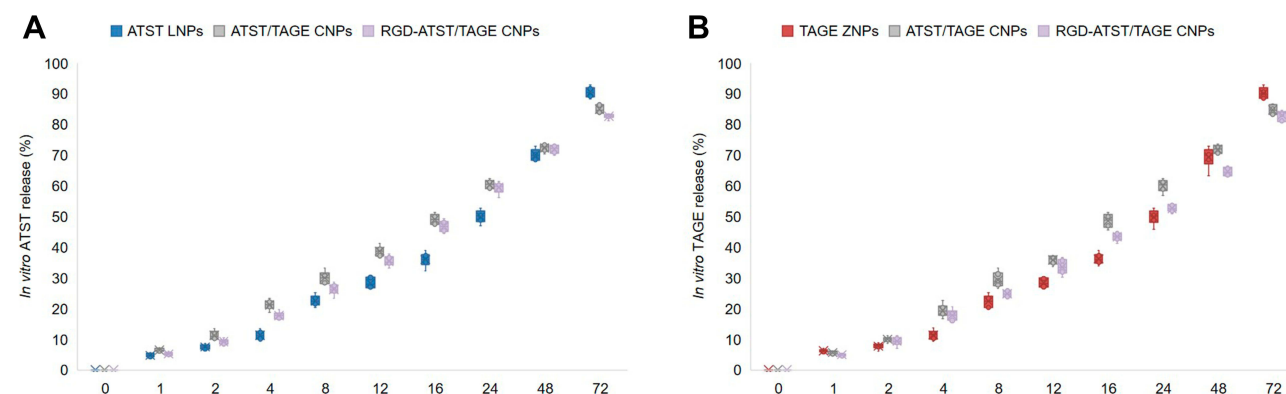 A
ATST LNPs ATST/TAGE CNPs RGD-ATST/TAGE CNPs
In vitro ATST release (%)
100
90
80
70
60
50
40
30
20
10
0
0 1 2 4 8 12 16 24 48 72
B
TAGE ZNPs ATST/TAGE CNPs RGD-ATST/TAGE CNPs
In vitro TAGE release (%)
100
90
80
70
60
50
40
30
20
10
0
0 1 2 4 8 12 16 24 48 72